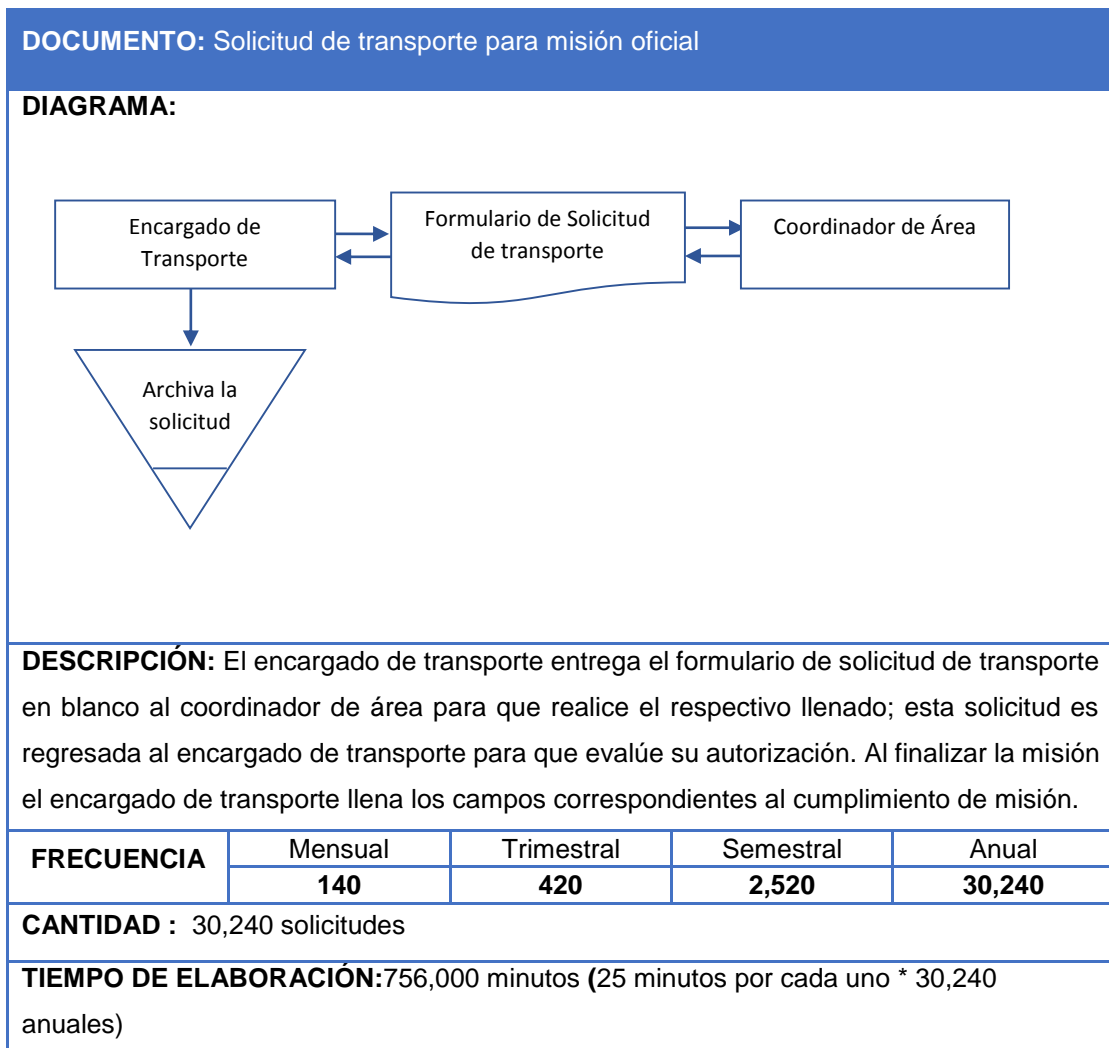 DOCUMENTO: Solicitud de transporte para misión oficial
DIAGRAMA:
Encargado de
Transporte
Formulario de Solicitud
de transporte
Coordinador de Área
Archiva la
solicitud
DESCRIPCIÓN: El encargado de transporte entrega el formulario de solicitud de transporte
en blanco al coordinador de área para que realice el respectivo llenado; esta solicitud es
regresada al encargado de transporte para que evalúe su autorización. Al finalizar la misión
el encargado de transporte llena los campos correspondientes al cumplimiento de misión.
FRECUENCIA Mensual Trimestral Semestral Anual
140 420 2,520 30,240
CANTIDAD : 30,240 solicitudes
TIEMPO DE ELABORACIÓN:756,000 minutos (25 minutos por cada uno * 30,240
anuales)